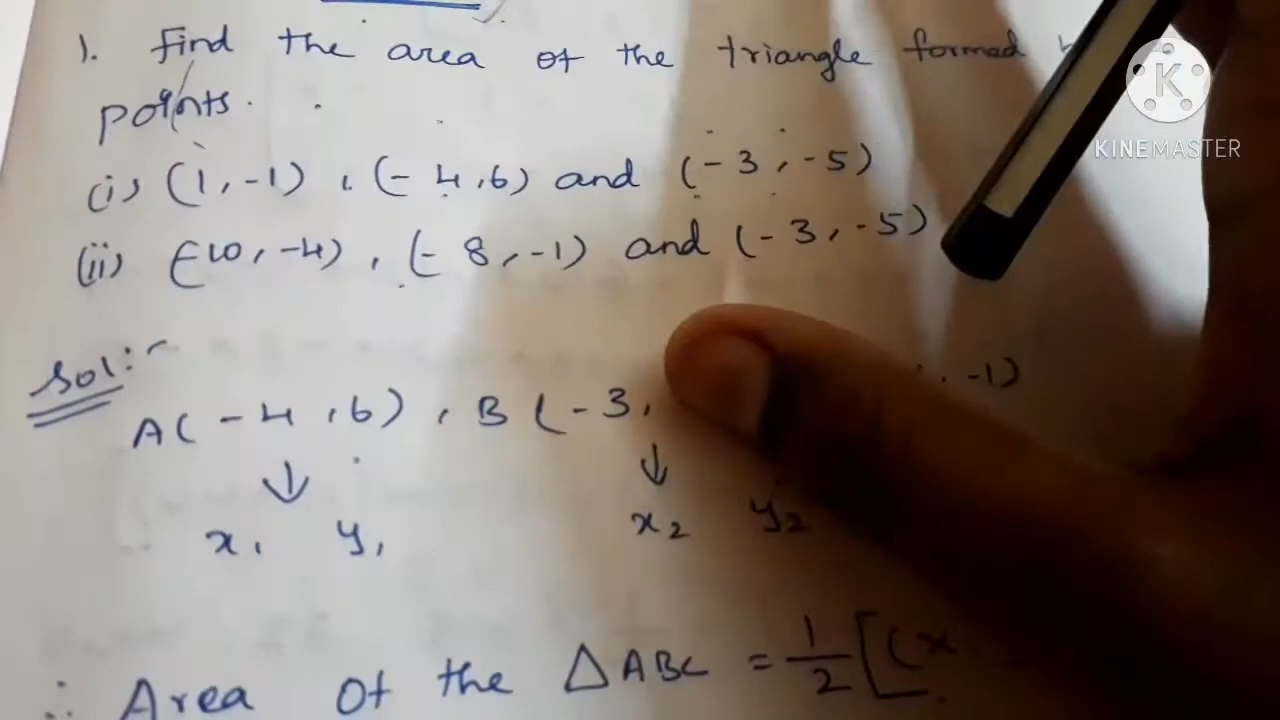 1. Find the area of the triangle formed
points.
(i) (1, -1), (-4, 6) and (-3, -5)
(ii) (-10, -4), (-8, -1) and (-3, -5)
Sol:-
A(-4, 6), B(-3, , -1)
↓ ↓
x₁ y₁ x₂ y₂
∴ Area of the △ABC = 1/2 [(x
KINEMASTER